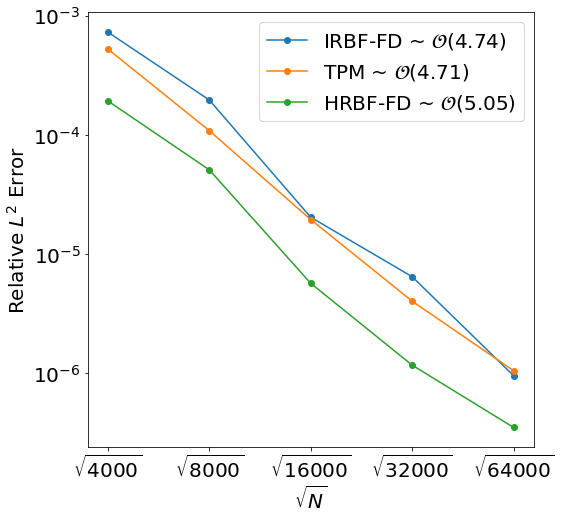 10⁻³
10⁻⁴
10⁻⁵
10⁻⁶
Relative L² Error
IRBF-FD ~ 𝒪(4.74)
TPM ~ 𝒪(4.71)
HRBF-FD ~ 𝒪(5.05)
√4000 √8000 √16000 √32000 √64000
√N